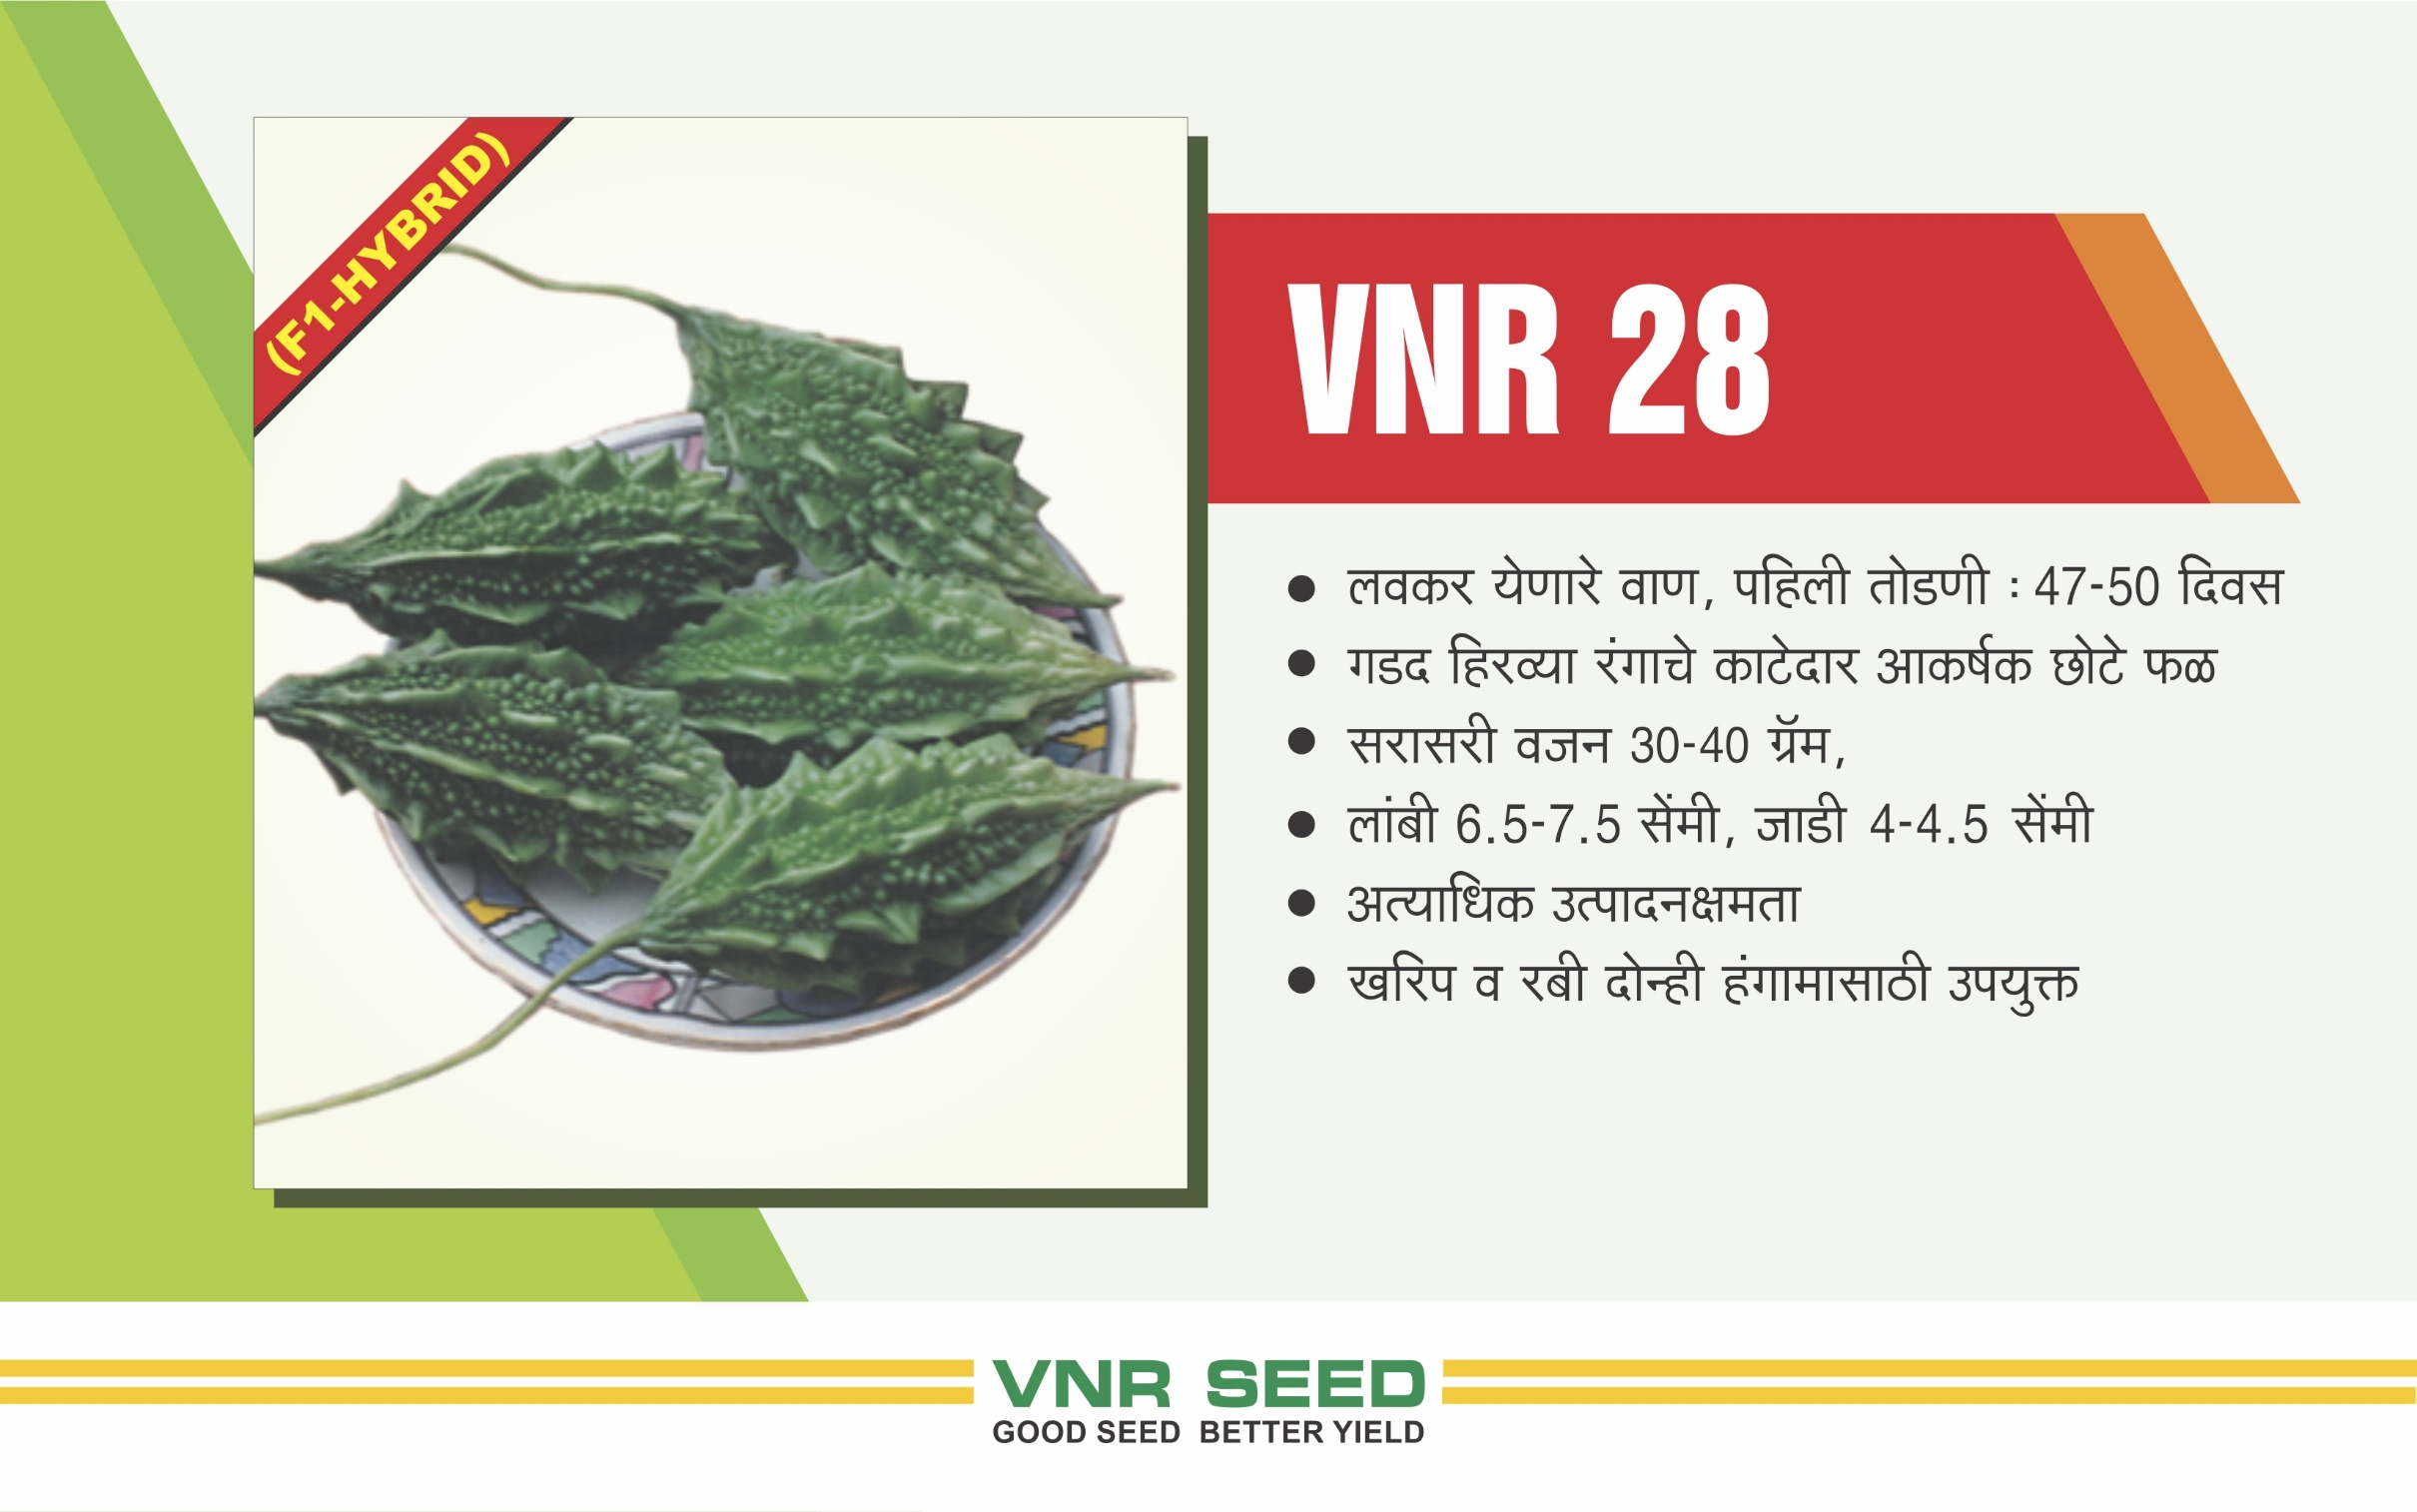 (F1-HYBRID)
VNR 28
● लवकर येणारे वाण, पहिली तोडणी : 47-50 दिवस
● गडद हिरव्या रंगाचे काटेदार आकर्षक छोटे फळ
● सरासरी वजन 30-40 ग्रॅम,
● लांबी 6.5-7.5 सेंमी, जाडी 4-4.5 सेंमी
● अत्याधिक उत्पादनक्षमता
● खरिप व रबी दोन्ही हंगामासाठी उपयुक्त
VNR SEED
GOOD SEED BETTER YIELD